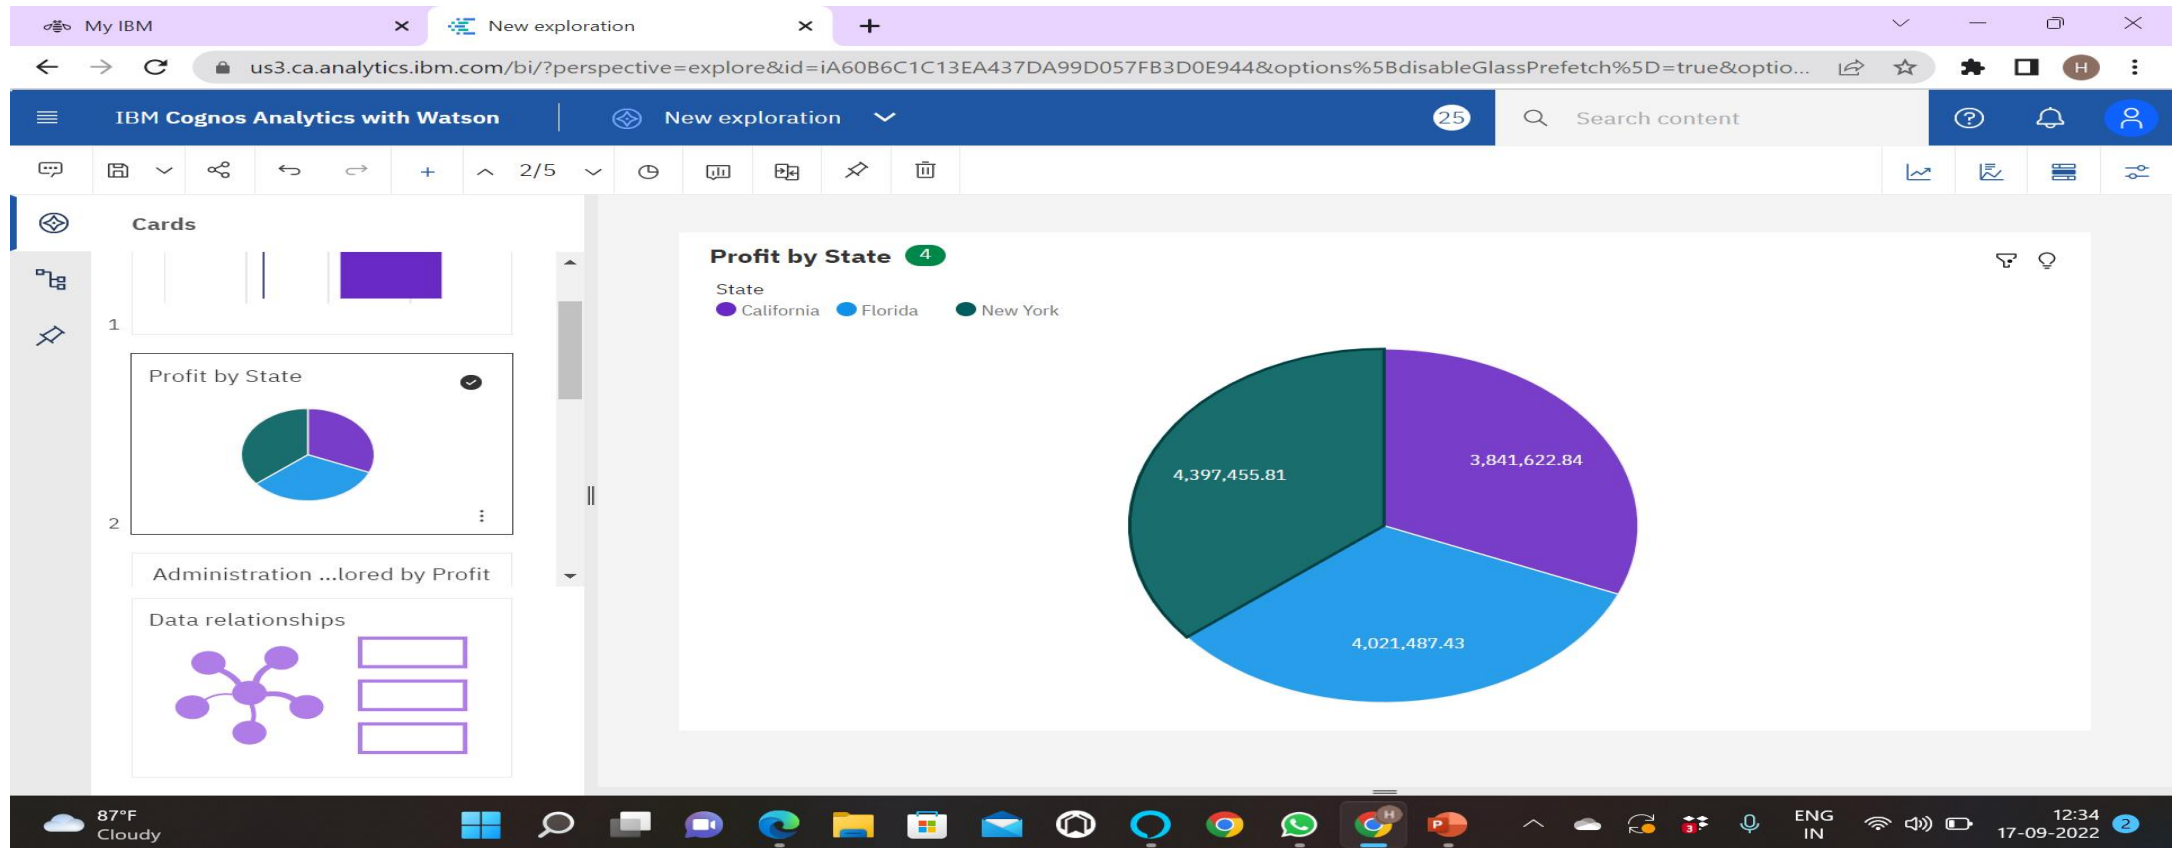 My IBM
New exploration
us3.ca.analytics.ibm.com/bi/?perspective=explore&id=iA60B6C1C13EA437DA99D057FB3D0E944&options%5BdisableGlassPrefetch%5D=true&optio...
H
IBM Cognos Analytics with Watson
New exploration
25
Search content
2/5
Cards
1
Profit by State
2
Administration ...lored by Profit
Data relationships
Profit by State 4
State
California Florida New York
4,397,455.81
3,841,622.84
4,021,487.43
87°F
Cloudy
H
P
3
ENG
IN
12:34
17-09-2022
2